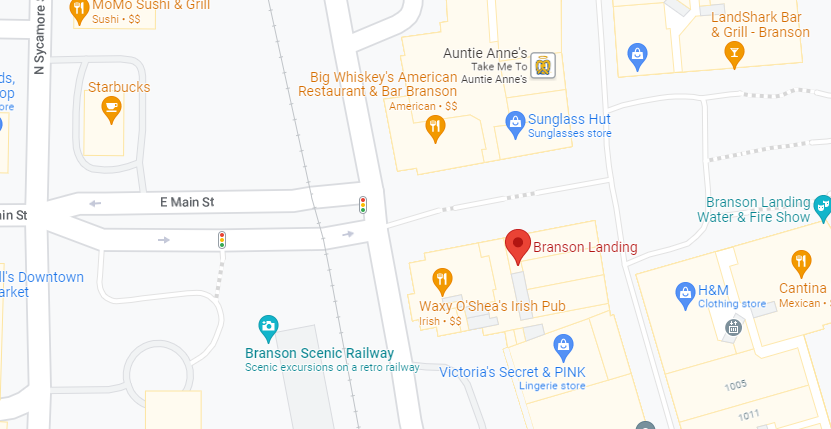 MoMo Sushi & Grill
Sushi • $$
N Sycamore S
LandShark Bar
& Grill - Branson
Auntie Anne's
Take Me To
Auntie Anne's
Big Whiskey's American
Restaurant & Bar Branson
American • $$
ds,
op
ore
Starbucks
Sunglass Hut
Sunglasses store
E Main St
ain St
Branson Landing
Water & Fire Show
Branson Landing
ll's Downtown
arket
Waxy O'Shea's Irish Pub
Irish • $$
H&M
Clothing store
Cantina
Mexican •
Branson Scenic Railway
Scenic excursions on a retro railway
Victoria's Secret & PINK
Lingerie store
1005
1011